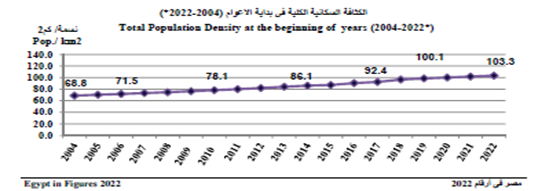 الكثافة السكانية الكلية فى بداية الاعوام (2004-2022*)
Total Population Density at the beginning of years (2004-2022*)
نسمة/ كم2
Pop./ km2
140.0
120.0
100.0
80.0
60.0
40.0
20.0
0.0
68.8 71.5 78.1 86.1 92.4 100.1 103.3
2004 2005 2006 2007 2008 2009 2010 2011 2012 2013 2014 2015 2016 2017 2018 2019 2020 2021 2022
Egypt in Figures 2022 مصر فى أرقام 2022